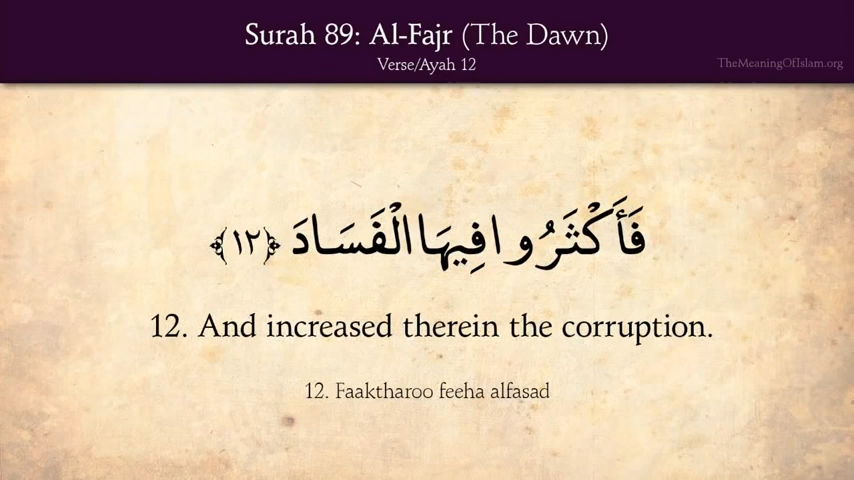 Surah 89: Al-Fajr (The Dawn)
Verse/Ayah 12
TheMeaningOfIslam.org
فَأَكْثَرُوا فِيهَا الْفَسَادَ ﴿١٢﴾
12. And increased therein the corruption.
12. Faaktharoo feeha alfasad